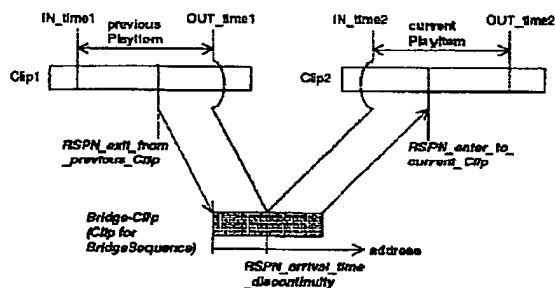 IN_time1
previous
PlayItem
OUT_time1
IN_time2
current
PlayItem
OUT_time2
Clip1
Clip2
RSPN_exit_from
_previous_Clip
RSPN_enter_to_
current_Clip
Bridge-Clip
(Clip for
BridgeSequence)
address
RSPN_arrival_time
_discontinuity